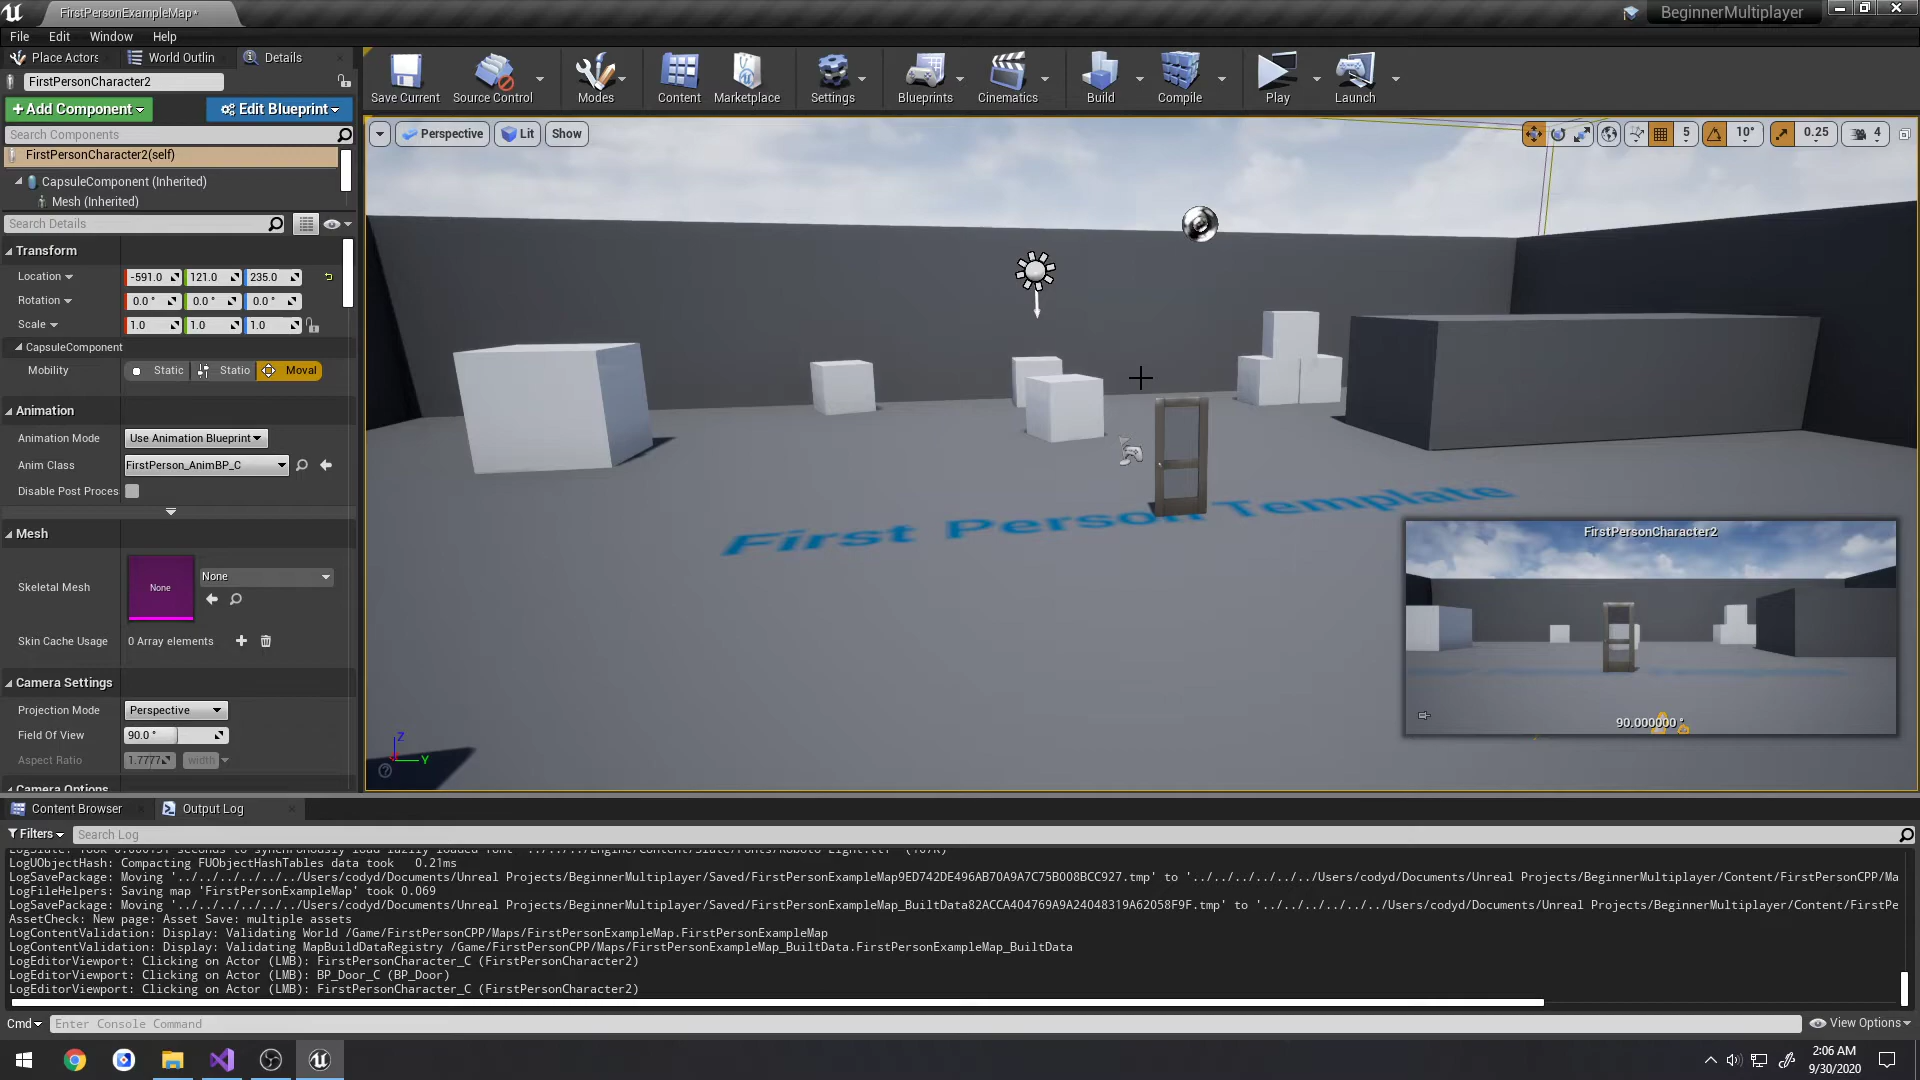 FirstPersonExampleMap*
BeginnerMultiplayer
File Edit Window Help
Place Actors World Outlin Details
FirstPersonCharacter2
+Add Component Edit Blueprint
Search Components
FirstPersonCharacter2(self)
CapsuleComponent (Inherited)
Mesh (Inherited)
Search Details
Transform
Location -591.0 121.0 235.0
Rotation 0.0 ° 0.0 ° 0.0 °
Scale 1.0 1.0 1.0
CapsuleComponent
Mobility Static Statio Moval
Animation
Animation Mode Use Animation Blueprint
Anim Class FirstPerson_AnimBP_C
Disable Post Proces
Mesh
Skeletal Mesh None None
Skin Cache Usage 0 Array elements
Camera Settings
Projection Mode Perspective
Field Of View 90.0 °
Aspect Ratio 1.7777 width
Camera Options
Save Current Source Control Modes Content Marketplace Settings Blueprints Cinematics Build Compile Play Launch
Perspective Lit Show
5 10° 0.25 4
First Person Template
FirstPersonCharacter2
90.000000 °
Z
Y
Content Browser Output Log
Filters Search Log
LogUObjectHash: Compacting FUObjectHashTables data took 0.21ms
LogSavePackage: Moving '../../../../../../Users/codyd/Documents/Unreal Projects/BeginnerMultiplayer/Saved/FirstPersonExampleMap9ED742DE496AB70A9A7C75B008BCC927.tmp' to '../../../../../../Users/codyd/Documents/Unreal Projects/BeginnerMultiplayer/Content/FirstPersonCPP/Ma
LogFileHelpers: Saving map 'FirstPersonExampleMap' took 0.069
LogSavePackage: Moving '../../../../../../Users/codyd/Documents/Unreal Projects/BeginnerMultiplayer/Saved/FirstPersonExampleMap_BuiltData82ACCA404769A9A24048319A62058F9F.tmp' to '../../../../../../Users/codyd/Documents/Unreal Projects/BeginnerMultiplayer/Content/FirstPe
AssetCheck: New page: Asset Save: multiple assets
LogContentValidation: Display: Validating World /Game/FirstPersonCPP/Maps/FirstPersonExampleMap.FirstPersonExampleMap
LogContentValidation: Display: Validating MapBuildDataRegistry /Game/FirstPersonCPP/Maps/FirstPersonExampleMap_BuiltData.FirstPersonExampleMap_BuiltData
LogEditorViewport: Clicking on Actor (LMB): FirstPersonCharacter_C (FirstPersonCharacter2)
LogEditorViewport: Clicking on Actor (LMB): BP_Door_C (BP_Door)
LogEditorViewport: Clicking on Actor (LMB): FirstPersonCharacter_C (FirstPersonCharacter2)
Cmd Enter Console Command View Options
2:06 AM
9/30/2020